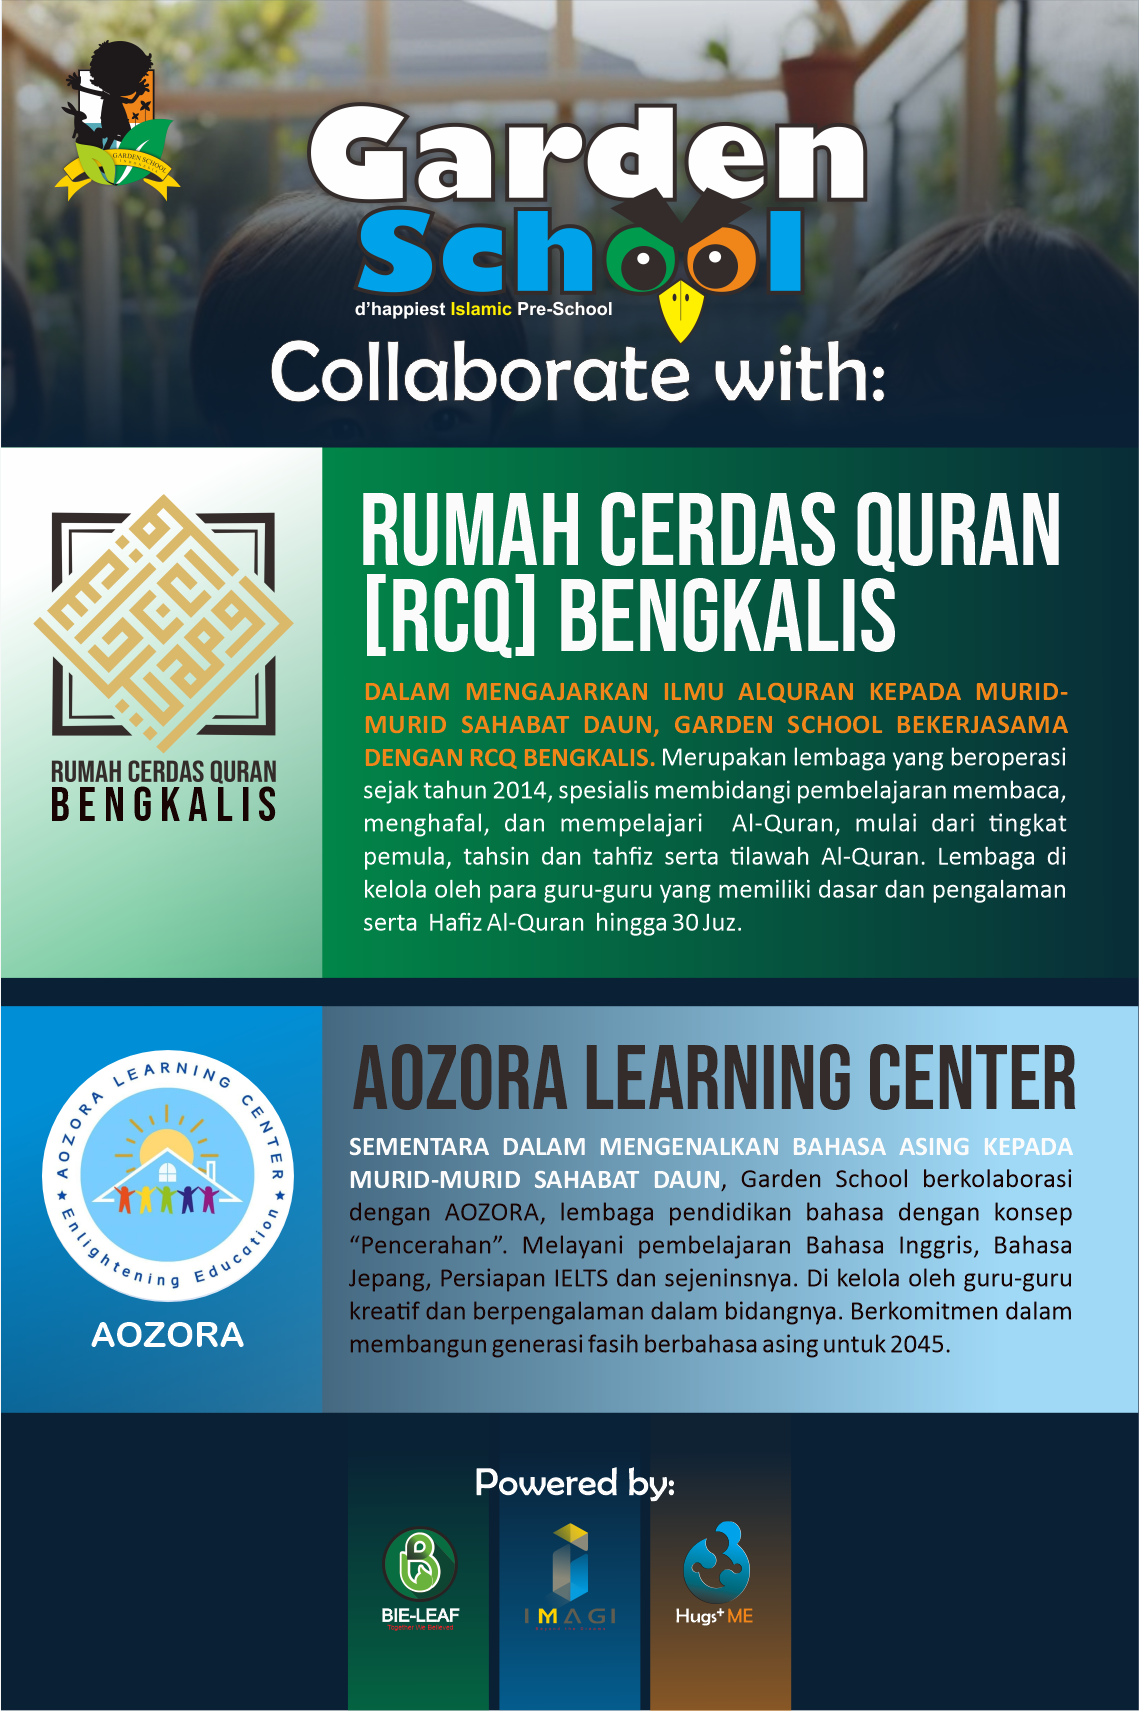 GARDEN SCHOOL
Garden
School
d'happiest Islamic Pre-School
Collaborate with:
RUMAH CERDAS QURAN
BENGKALIS
RUMAH CERDAS QURAN
[RCQ] BENGKALIS
DALAM MENGAJARKAN ILMU ALQURAN KEPADA MURID-
MURID SAHABAT DAUN, GARDEN SCHOOL BEKERJASAMA
DENGAN RCQ BENGKALIS. Merupakan lembaga yang beroperasi
sejak tahun 2014, spesialis membidangi pembelajaran membaca,
menghafal, dan mempelajari Al-Quran, mulai dari tingkat
pemula, tahsin dan tahfiz serta tilawah Al-Quran. Lembaga di
kelola oleh para guru-guru yang memiliki dasar dan pengalaman
serta Hafiz Al-Quran hingga 30 Juz.
AOZORA LEARNING CENTER
Enlightening Education
AOZORA
AOZORA LEARNING CENTER
SEMENTARA DALAM MENGENALKAN BAHASA ASING KEPADA
MURID-MURID SAHABAT DAUN, Garden School berkolaborasi
dengan AOZORA, lembaga pendidikan bahasa dengan konsep
“Pencerahan”. Melayani pembelajaran Bahasa Inggris, Bahasa
Jepang, Persiapan IELTS dan sejeninsnya. Di kelola oleh guru-guru
kreatif dan berpengalaman dalam bidangnya. Berkomitmen dalam
membangun generasi fasih berbahasa asing untuk 2045.
Powered by:
BIE-LEAF
Together We Believed
IMAGI
Hugs+ ME